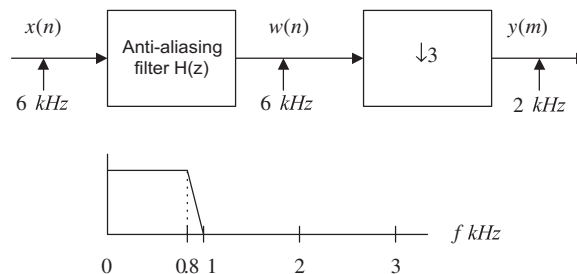 x(n) w(n) y(m)
Anti-aliasing
filter H(z)
↓3
6 kHz 6 kHz 2 kHz
f kHz
0 0.8 1 2 3